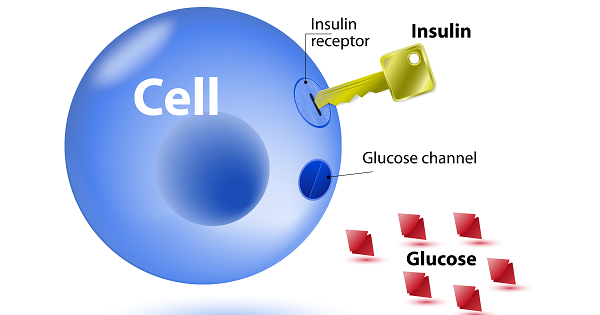 Insulin
receptor
Insulin
Cell
Glucose channel
Glucose